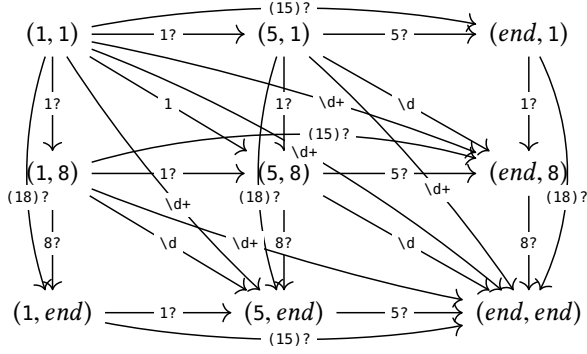 (15)?
(1, 1) 1? (5, 1) 5? (end, 1)
1? 1 1? \d+ \d 1?
(15)?
\d+
(1, 8) 1? (5, 8) 5? (end, 8)
(18)? \d+ (18)? \d+ (18)?
8? \d \d+ 8? \d 8?
(1, end) 1? (5, end) 5? (end, end)
(15)?